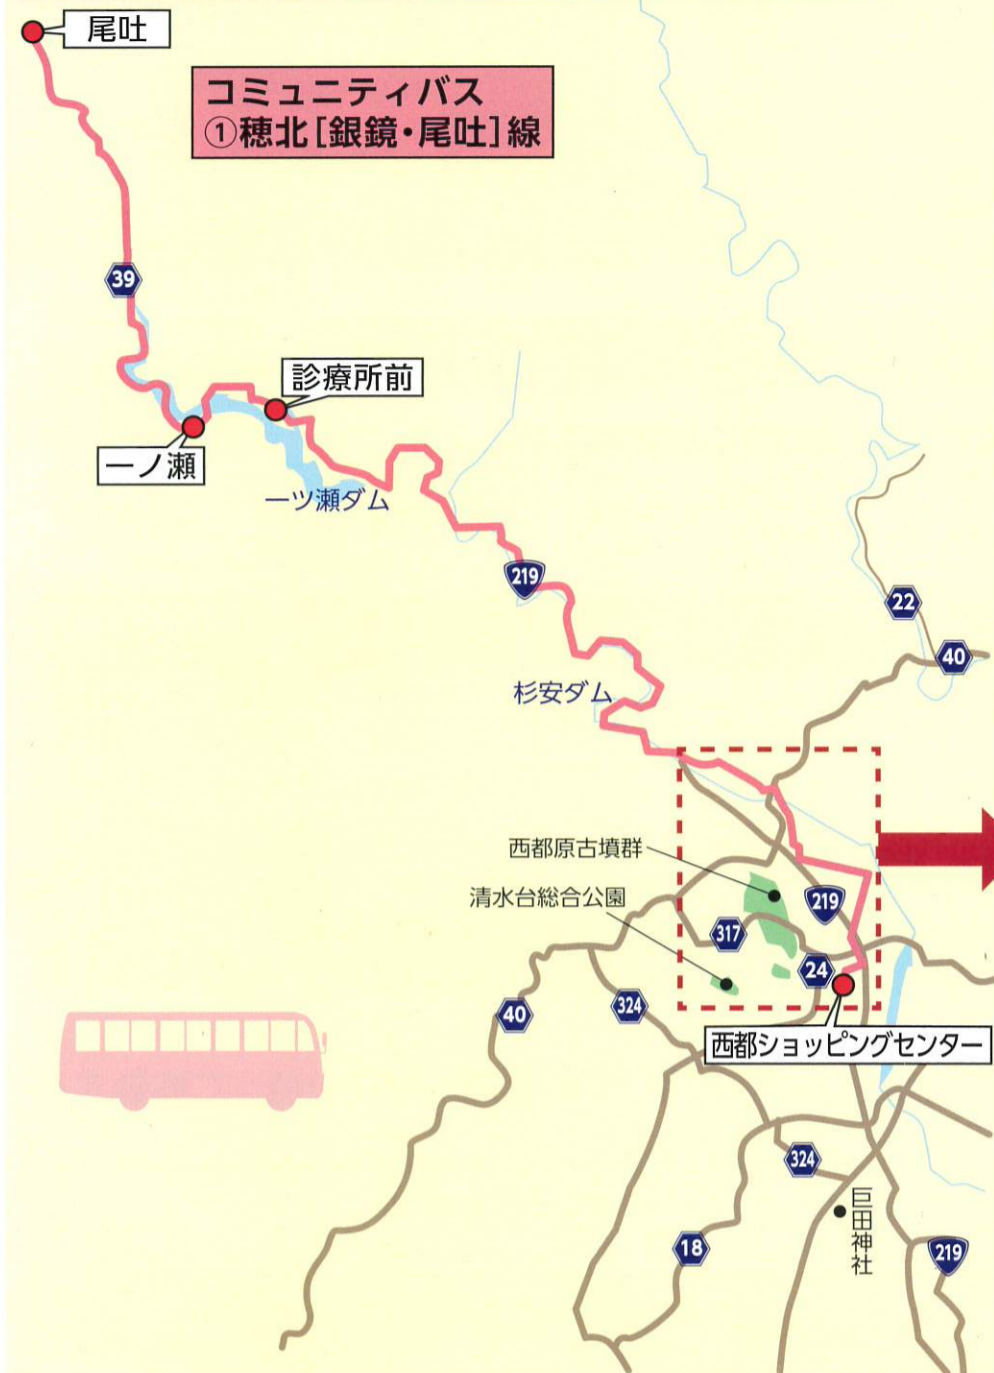 尾吐
コミュニティバス
①穂北[銀鏡・尾吐]線
39
診療所前
一ノ瀬
一ツ瀬ダム
219
22
40
杉安ダム
西都原古墳群
清水台総合公園
219
317
24
40
324
西都ショッピングセンター
324
巨田神社
18
219